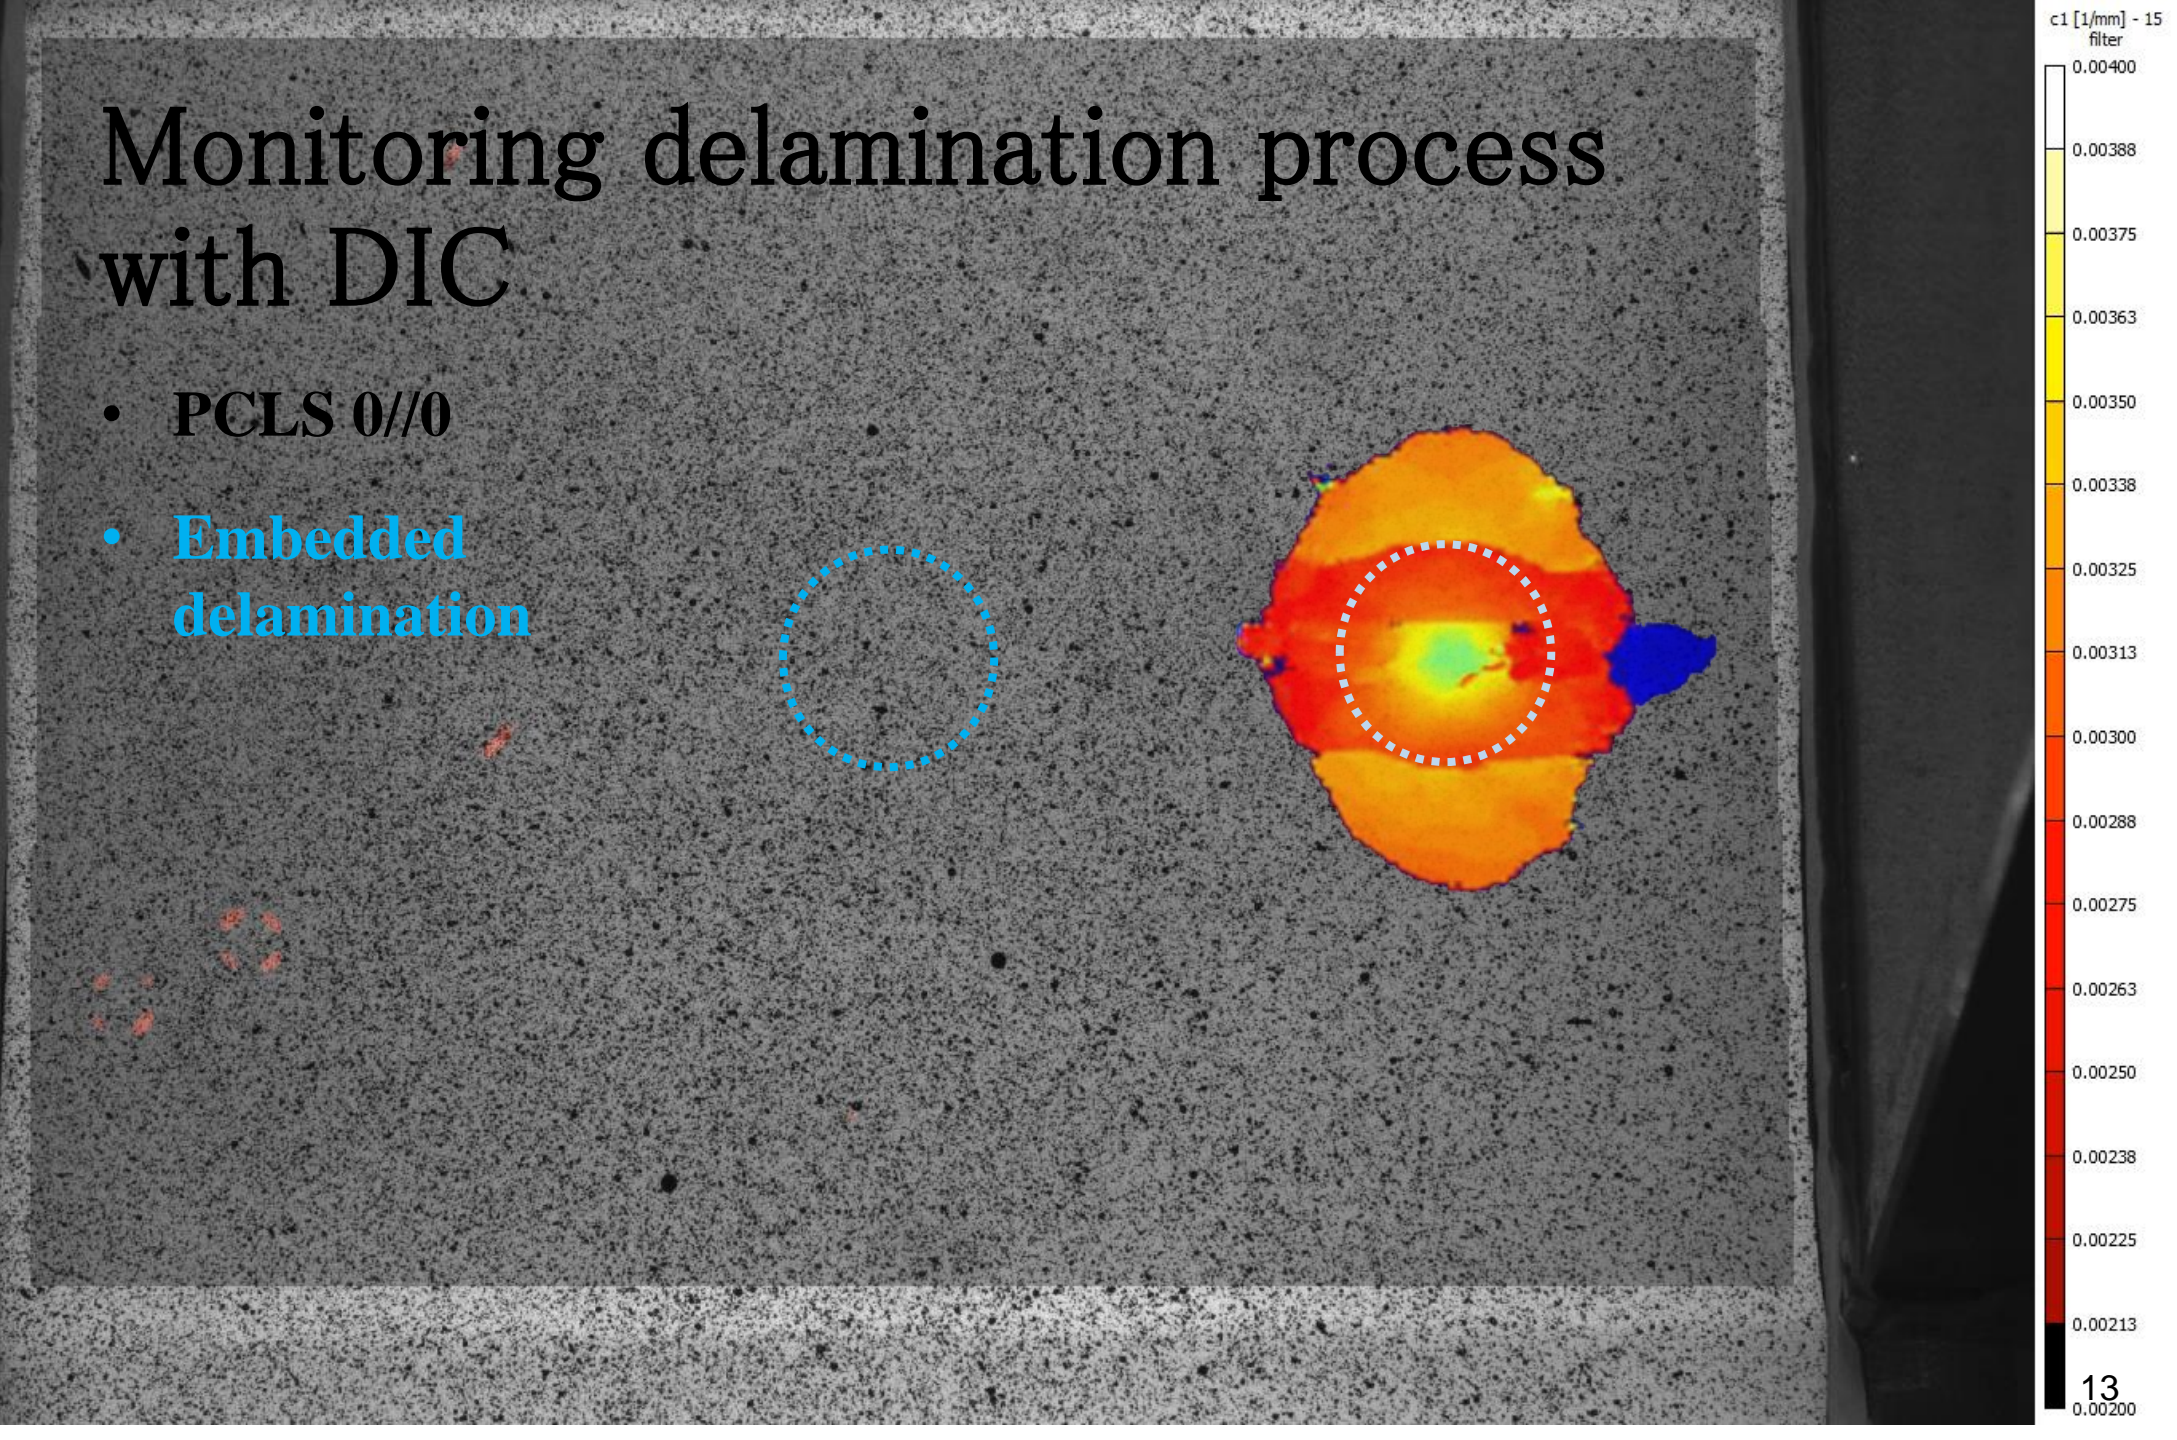 Monitoring delamination process
with DIC
• PCLS 0//0
• Embedded
delamination
c1 [1/mm] - 15
filter
0.00400
0.00388
0.00375
0.00363
0.00350
0.00338
0.00325
0.00313
0.00300
0.00288
0.00275
0.00263
0.00250
0.00238
0.00225
0.00213
13
0.00200